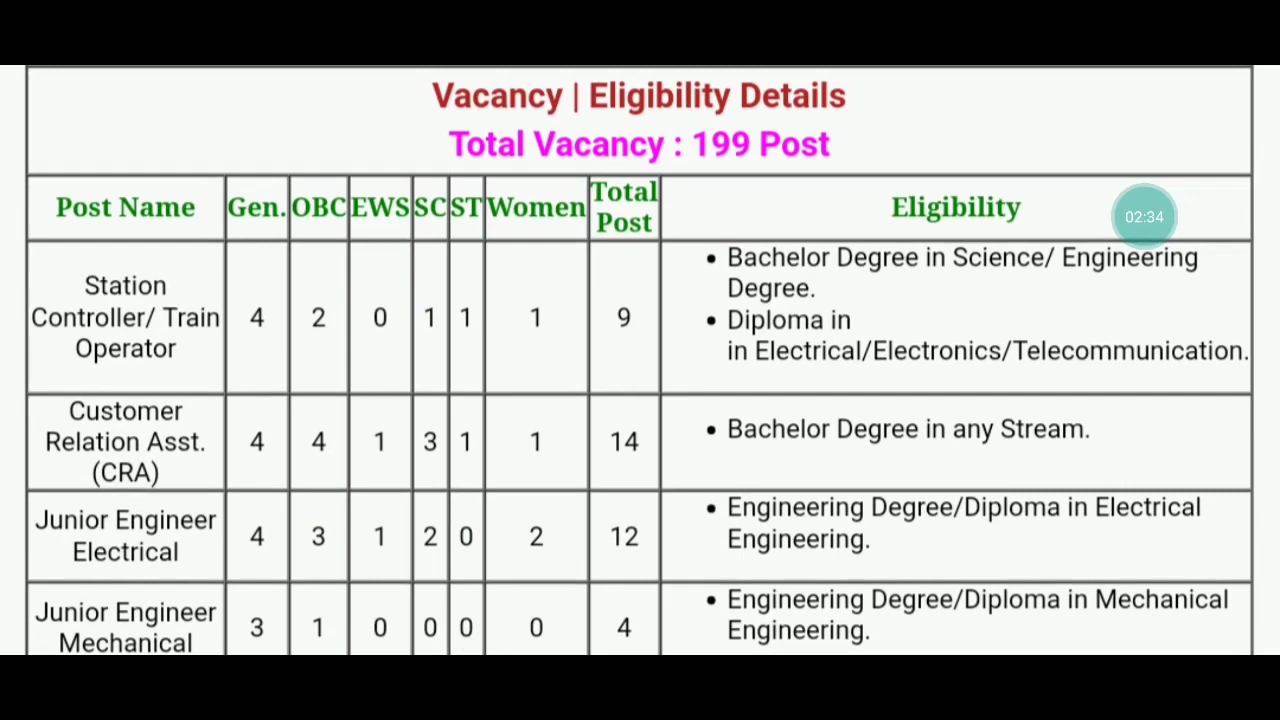 Vacancy | Eligibility Details
Total Vacancy : 199 Post
Post Name Gen. OBC EWS SC ST Women Total Post Eligibility
02:34
Station
Controller/ Train
Operator
4 2 0 1 1 1 9
Bachelor Degree in Science/ Engineering
Degree.
Diploma in
in Electrical/Electronics/Telecommunication.
Customer
Relation Asst.
(CRA)
4 4 1 3 1 1 14
Bachelor Degree in any Stream.
Junior Engineer
Electrical
4 3 1 2 0 2 12
Engineering Degree/Diploma in Electrical
Engineering.
Junior Engineer
Mechanical
3 1 0 0 0 0 4
Engineering Degree/Diploma in Mechanical
Engineering.